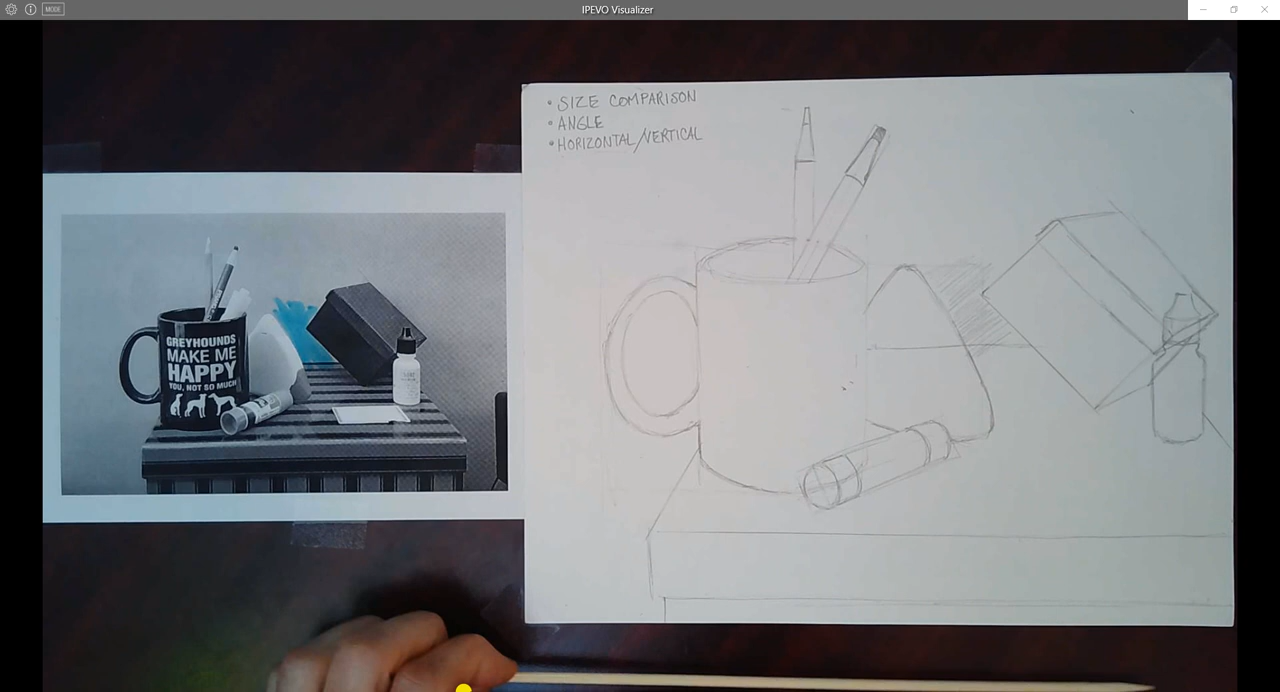 MODE
IPEVO Visualizer
• SIZE COMPARISON
• ANGLE
• HORIZONTAL/VERTICAL
GREYHOUNDS
MAKE ME
HAPPY
YOU, NOT SO MUCH